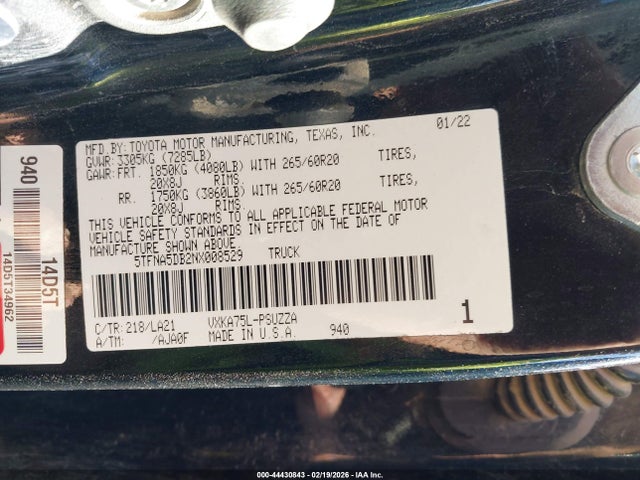 MFD.BY:TOYOTA MOTOR MANUFACTURING, TEXAS, INC. 01/22
GVWR: 3305KG (7285LB)
GAWR: FRT. 1850KG (4080LB) WITH 265/60R20 TIRES,
20X8J RIMS
RR. 1750KG (3860LB) WITH 265/60R20 TIRES,
20X8J RIMS
THIS VEHICLE CONFORMS TO ALL APPLICABLE FEDERAL MOTOR
VEHICLE SAFETY STANDARDS IN EFFECT ON THE DATE OF
MANUFACTURE SHOWN ABOVE.
5TFNA5DB2NX008529 TRUCK
C/TR:218/LA21 VXKA75L-PSUZZA
A/TM: /AJA0F MADE IN U.S.A. 940
1
940
14D5T
14D5T34962
000-44430843 - 02/19/2026 - IAA Inc.